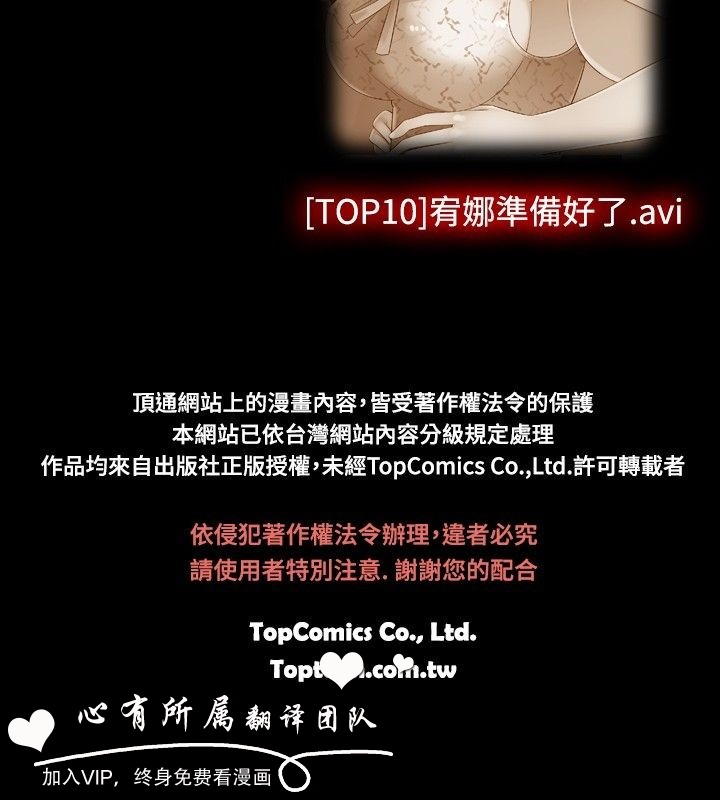 [TOP10]宥娜準備好了.avi
頂通網站上的漫畫內容,皆受著作權法令的保護
本網站已依台灣網站內容分級規定處理
作品均來自出版社正版授權,未經TopComics Co.,Ltd.許可轉載者
依侵犯著作權法令辦理,違者必究
請使用者特別注意. 謝謝您的配合
TopComics Co., Ltd.
.com.tw
心有所属翻译团队
加入VIP，终身免费看漫画